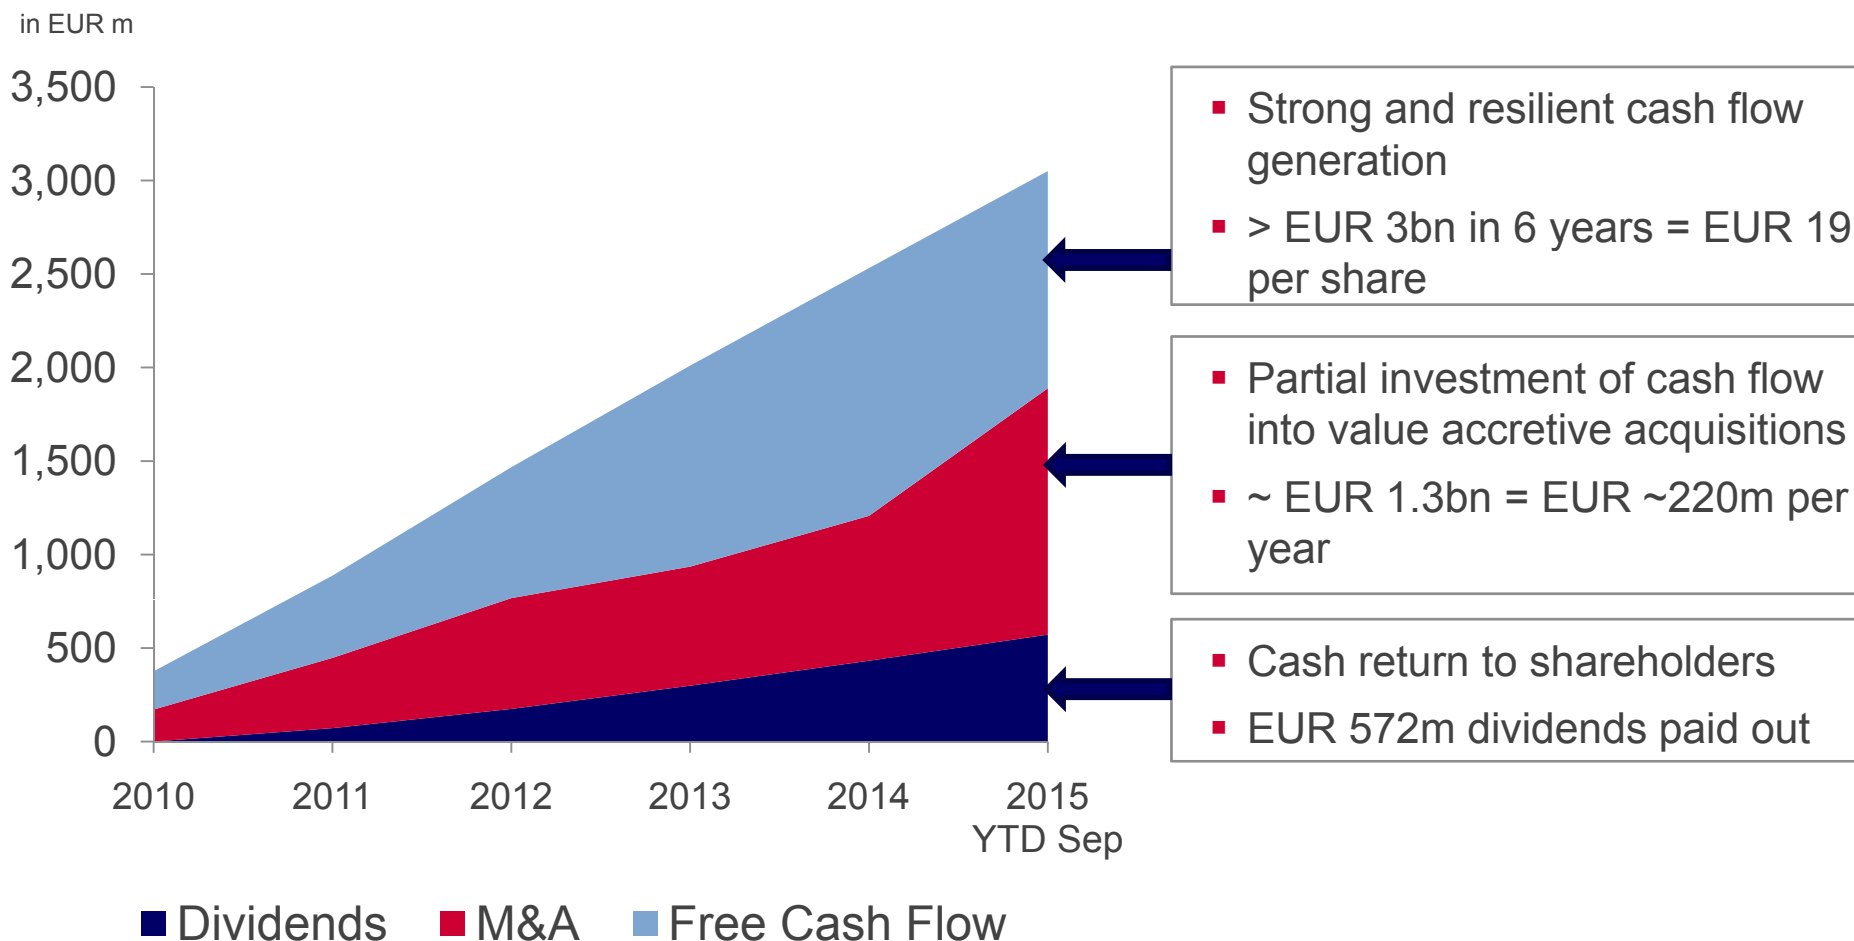 in EUR m
3,500
3,000
2,500
2,000
1,500
1,000
500
0
2010 2011 2012 2013 2014 2015
YTD Sep
■ Dividends ■ M&A ■ Free Cash Flow
▪ Strong and resilient cash flow
generation
▪ > EUR 3bn in 6 years = EUR 19
per share
▪ Partial investment of cash flow
into value accretive acquisitions
▪ ~ EUR 1.3bn = EUR ~220m per
year
▪ Cash return to shareholders
▪ EUR 572m dividends paid out